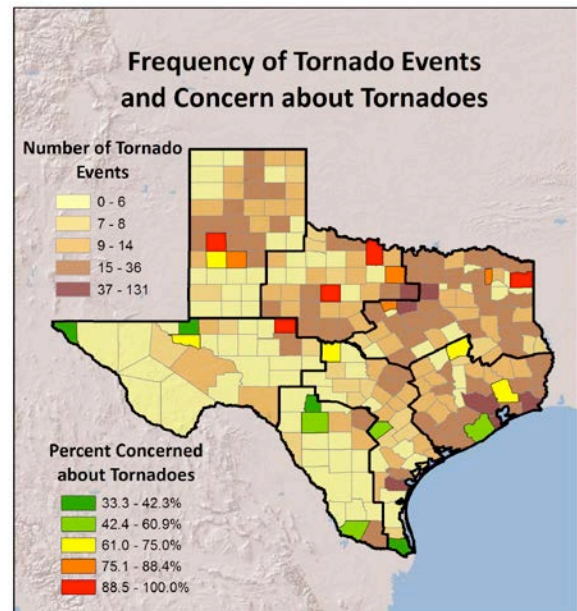 Frequency of Tornado Events
and Concern about Tornadoes
Number of Tornado
Events
0 - 6
7 - 8
9 - 14
15 - 36
37 - 131
Percent Concerned
about Tornadoes
33.3 - 42.3%
42.4 - 60.9%
61.0 - 75.0%
75.1 - 88.4%
88.5 - 100.0%